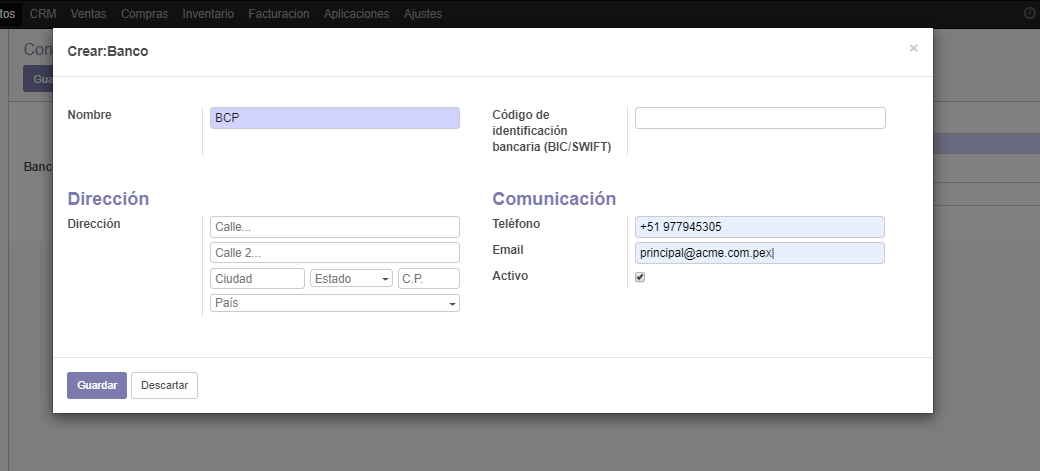 tos CRM Ventas Compras Inventario Facturacion Aplicaciones Ajustes
Con
Crear:Banco ×
Gua
Nombre BCP Código de
identificación
bancaria (BIC/SWIFT)
Banc
Dirección Comunicación
Dirección Calle... Teléfono +51 977945305
Calle 2... Email principal@acme.com.pex
Ciudad Estado C.P. Activo
País
Guardar Descartar